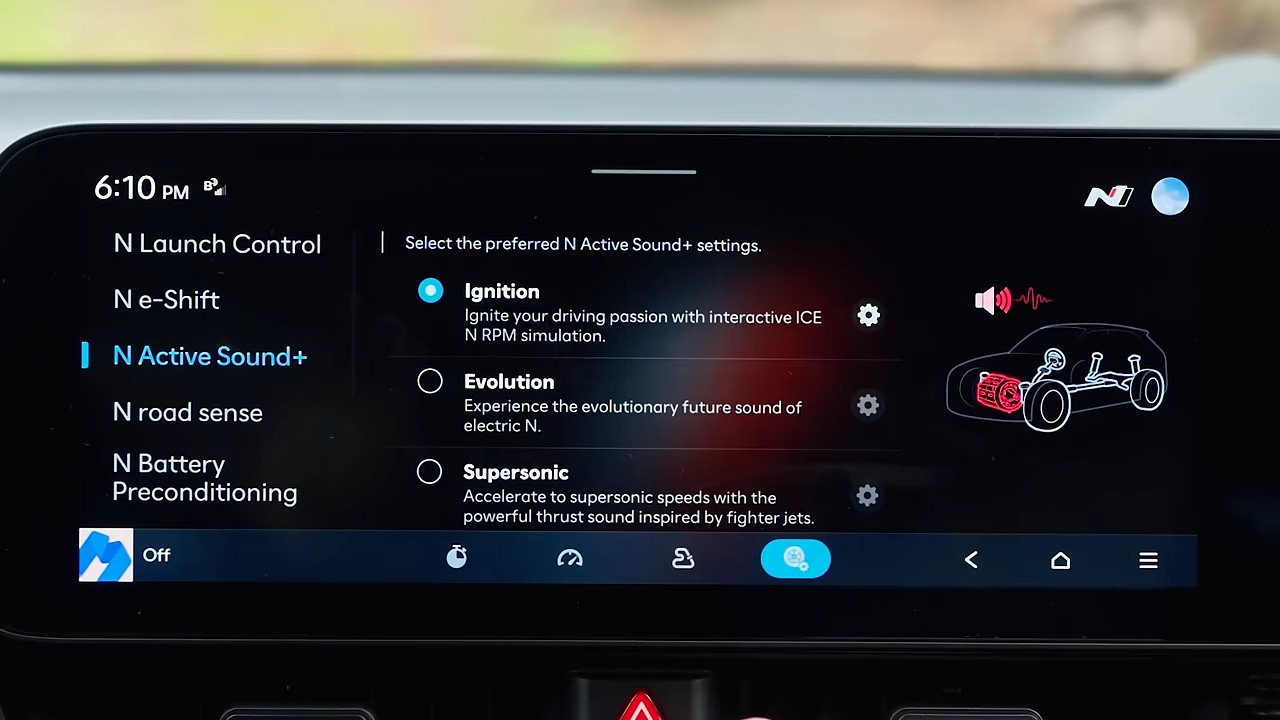 6:10 PM
N Launch Control
N e-Shift
N Active Sound+
N road sense
N Battery
Preconditioning
Select the preferred N Active Sound+ settings.
Ignition
Ignite your driving passion with interactive ICE
N RPM simulation.
Evolution
Experience the evolutionary future sound of
electric N.
Supersonic
Accelerate to supersonic speeds with the
powerful thrust sound inspired by fighter jets.
Off